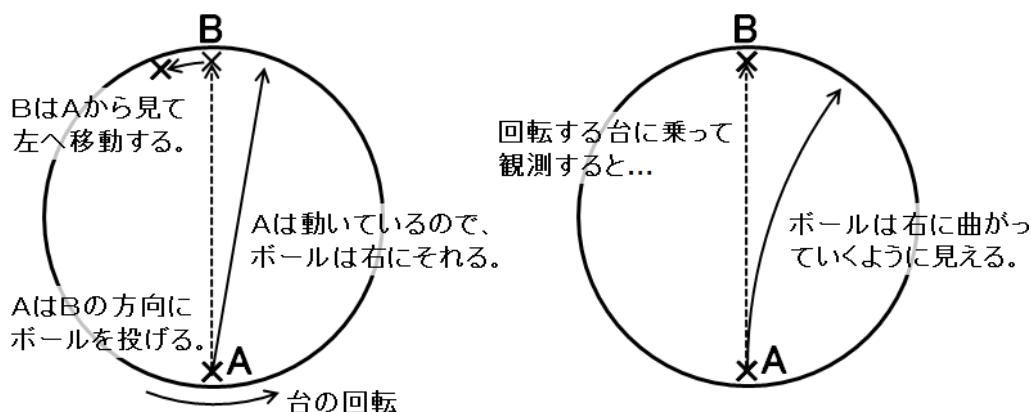 B
BはAから見て
左へ移動する。
Aは動いているので、
ボールは右にそれる。
AはBの方向に
ボールを投げる。
A
台の回転
B
回転する台に乗って
観測すると…
ボールは右に曲がっ
ていくように見える。
A